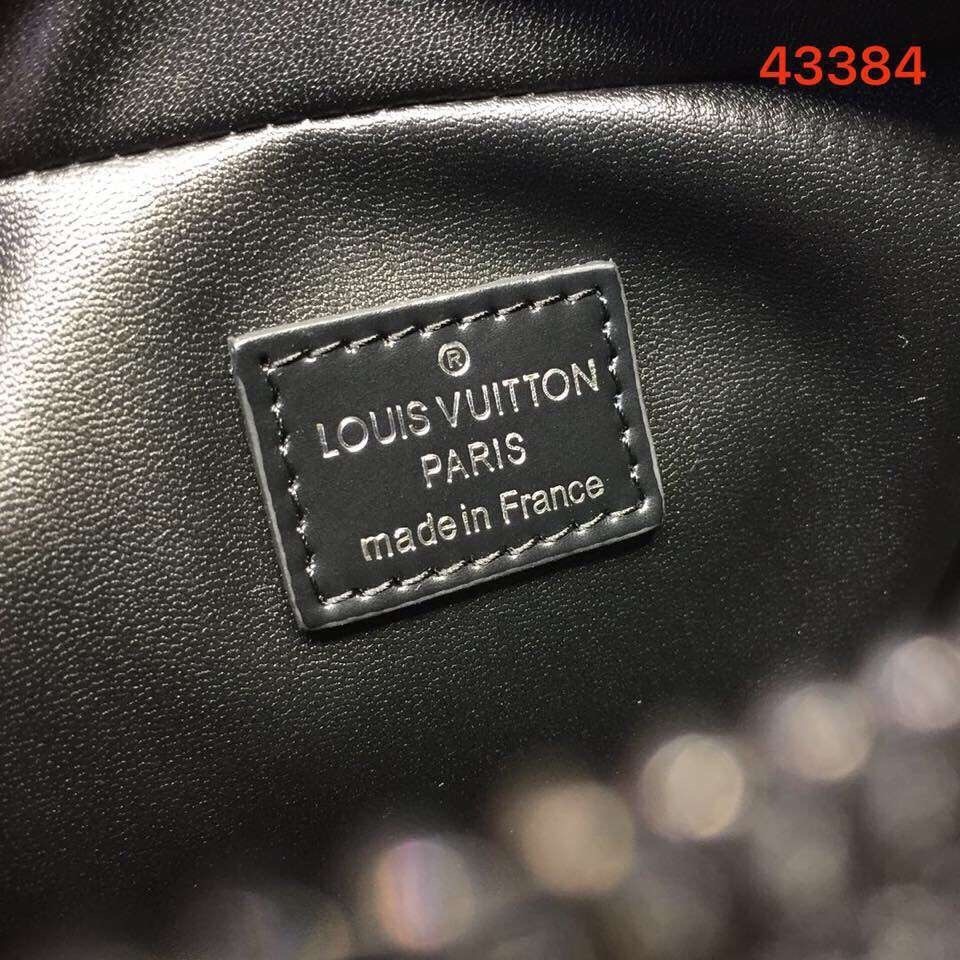 43384
®
LOUIS VUITTON
PARIS
made in France